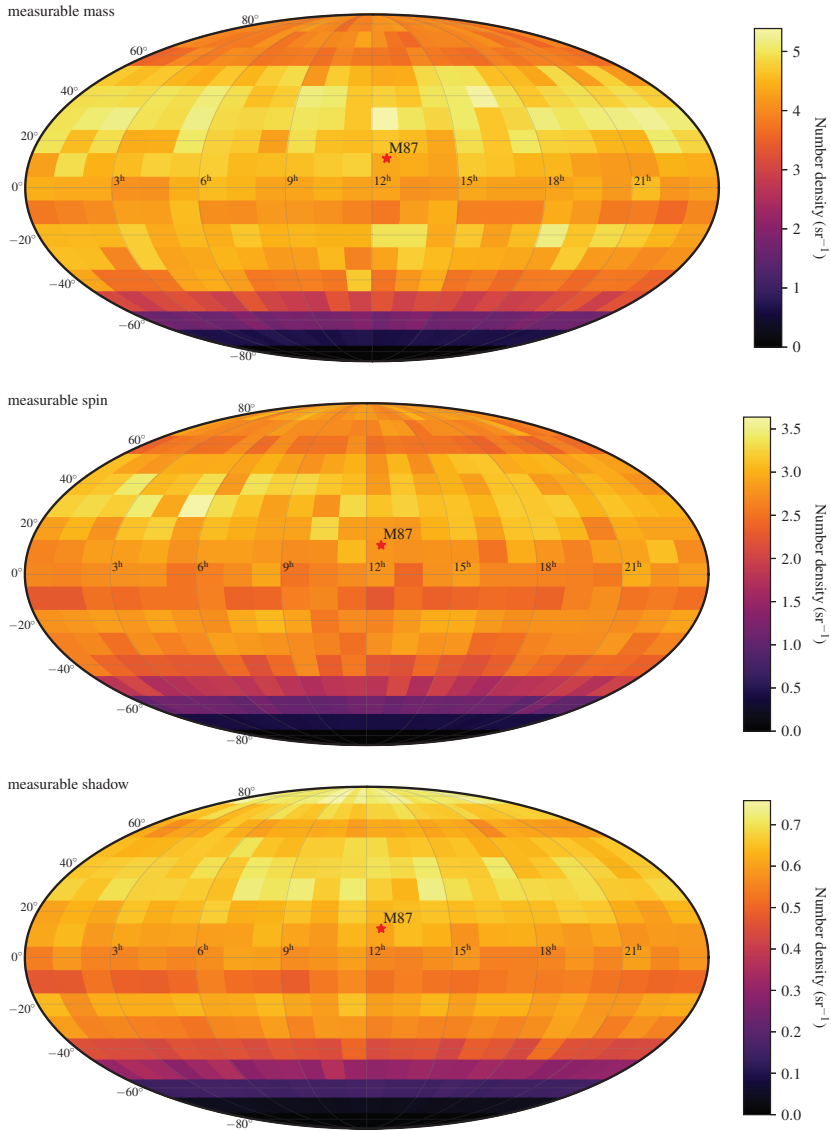 measurable mass
80°
60°
40°
20°
0°
−20°
−40°
−60°
−80°
3h
6h
9h
12h
15h
18h
21h
M87
5
4
3
2
1
0
Number density (sr−1)
measurable spin
80°
60°
40°
20°
0°
−20°
−40°
−60°
−80°
3h
6h
9h
12h
15h
18h
21h
M87
3.5
3.0
2.5
2.0
1.5
1.0
0.5
0.0
Number density (sr−1)
measurable shadow
80°
60°
40°
20°
0°
−20°
−40°
−60°
−80°
3h
6h
9h
12h
15h
18h
21h
M87
0.7
0.6
0.5
0.4
0.3
0.2
0.1
0.0
Number density (sr−1)